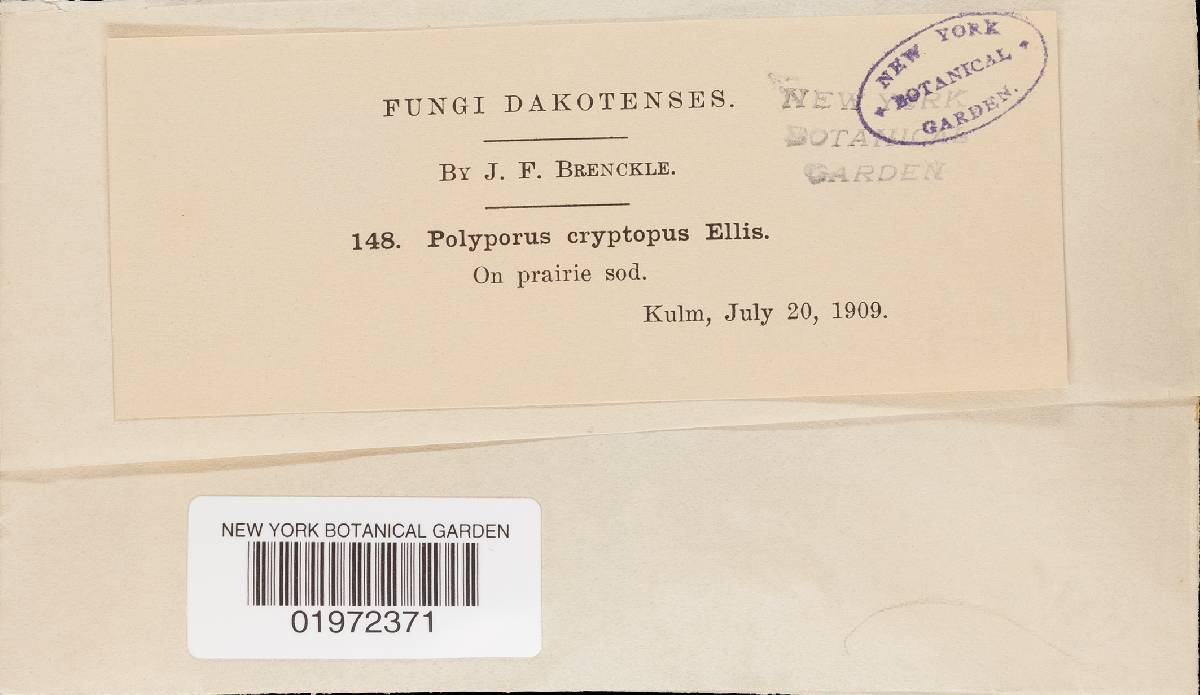 FUNGI DAKOTENSES.
BY J. F. BRENCKLE.
148. Polyporus cryptopus Ellis.
On prairie sod.
Kulm, July 20, 1909.
NEW YORK
BOTANICAL
GARDEN
NEW YORK
* BOTANICAL *
GARDEN.
NEW YORK BOTANICAL GARDEN
01972371